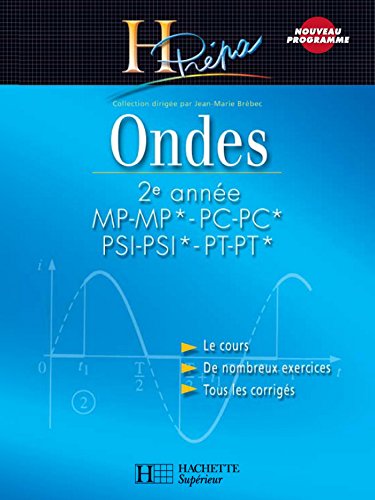 H Prépa
NOUVEAU
PROGRAMME
Collection dirigée par Jean-Marie Brébec
Ondes
2e année
MP-MP*-PC-PC*
PSI-PSI*-PT-PT*
i
Le cours
De nombreux exercices
Tous les corrigés
0
T/2
T
t
1
2
H HACHETTE
Supérieur